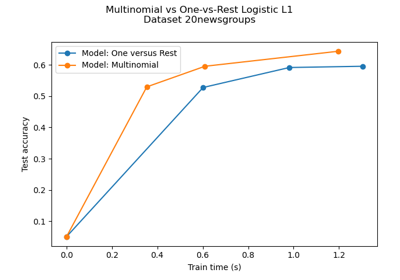 Multinomial vs One-vs-Rest Logistic L1
Dataset 20newsgroups
Model: One versus Rest
Model: Multinomial
Test accuracy
0.6
0.5
0.4
0.3
0.2
0.1
0.0 0.2 0.4 0.6 0.8 1.0 1.2
Train time (s)